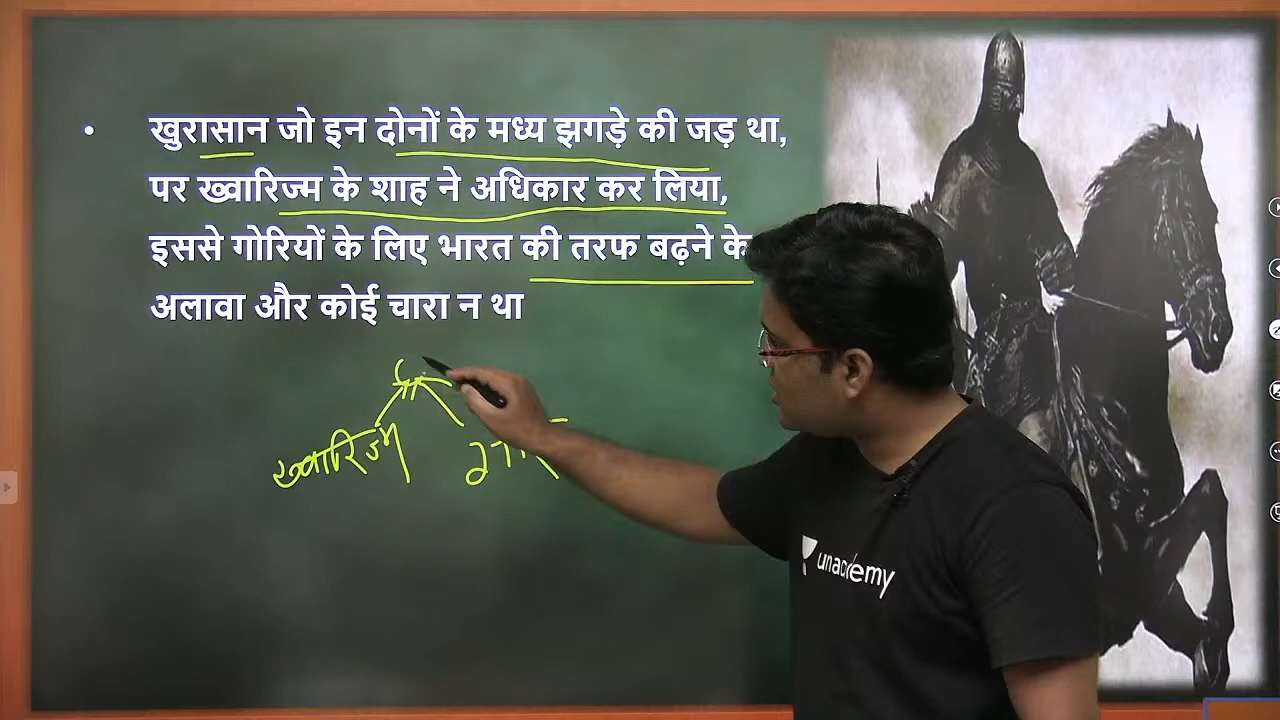 • खुरासान जो इन दोनों के मध्य झगड़े की जड़ था,
पर ख्वारिज्म के शाह ने अधिकार कर लिया,
इससे गोरियों के लिए भारत की तरफ बढ़ने के
अलावा और कोई चारा न था
ख्वारिज्म
unacademy